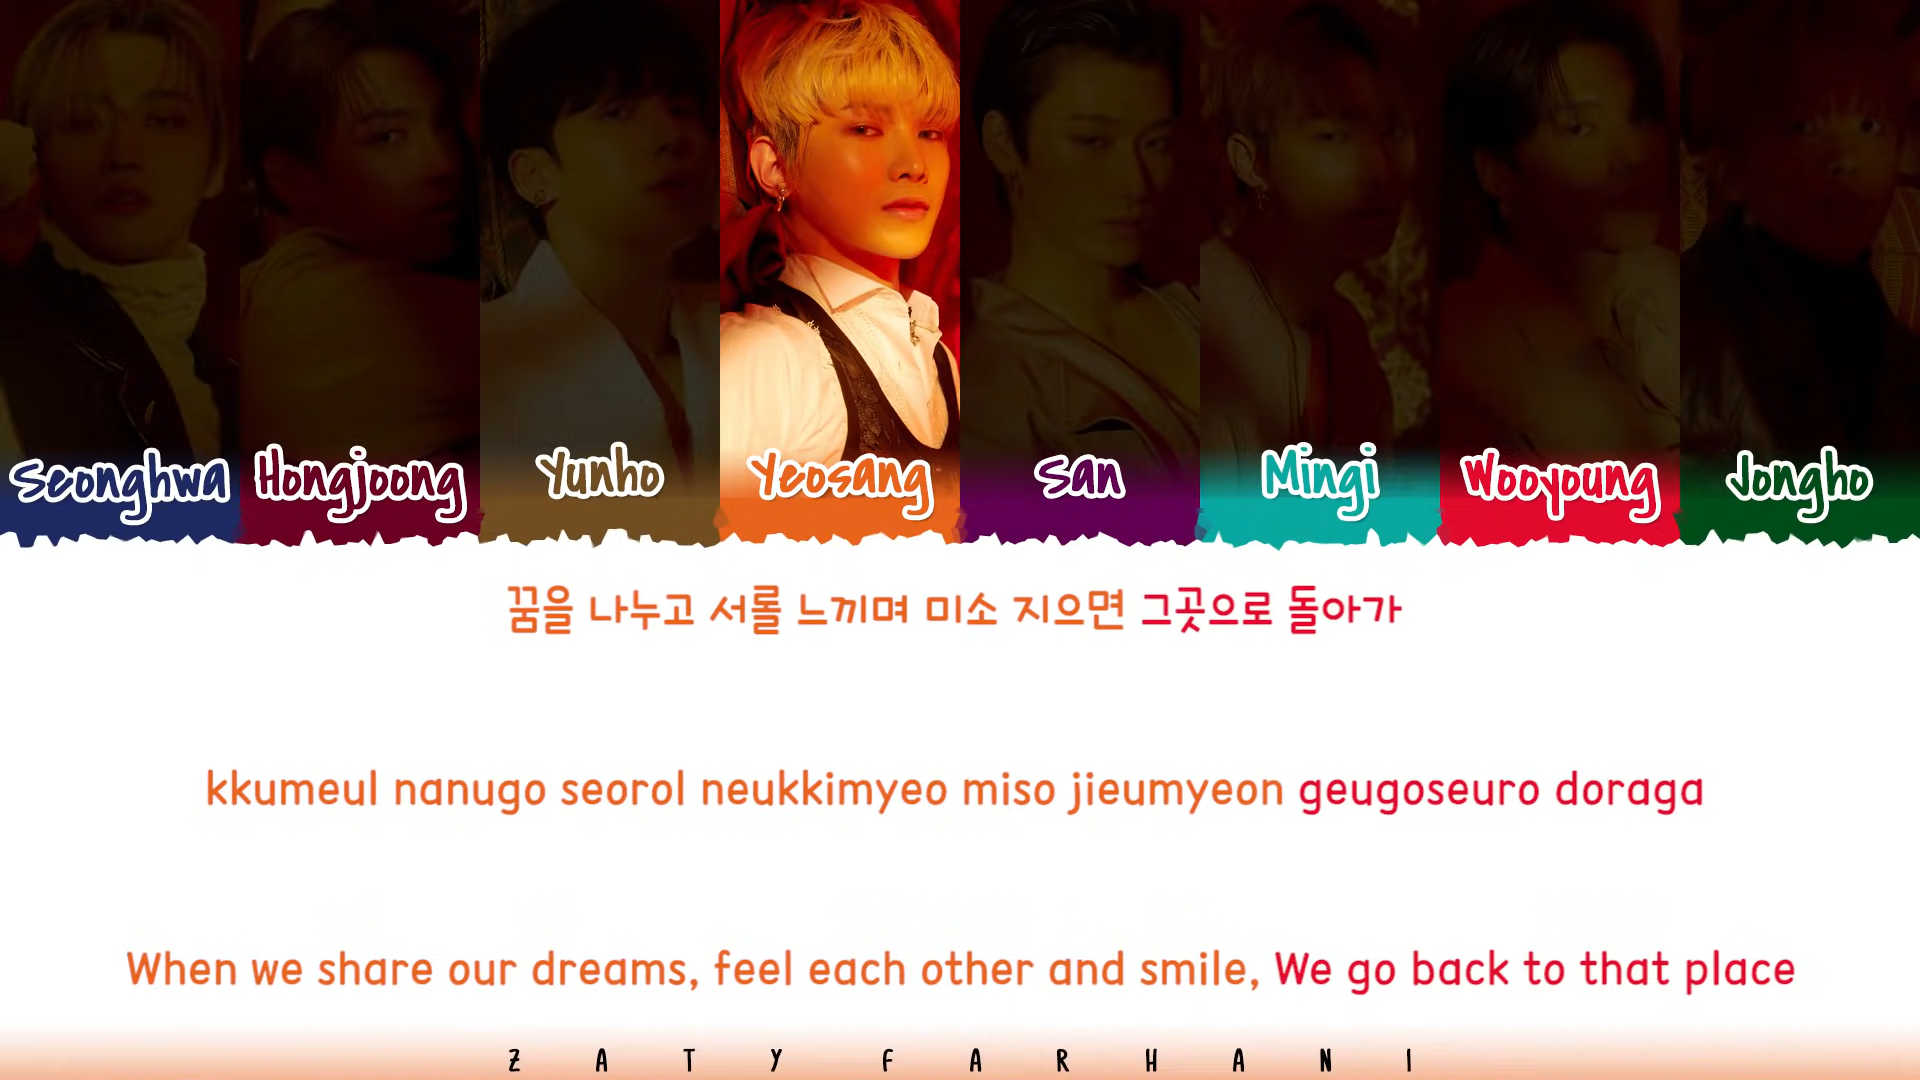 Seonghwa Hongjoong Yunho Yeosang San Mingi Wooyoung Jongho
꿈을 나누고 서롤 느끼며 미소 지으면 그곳으로 돌아가
kkumeul nanugo seorol neukkimyeo miso jieumyeon geugoseuro doraga
When we share our dreams, feel each other and smile, We go back to that place
ZATY FARHANI